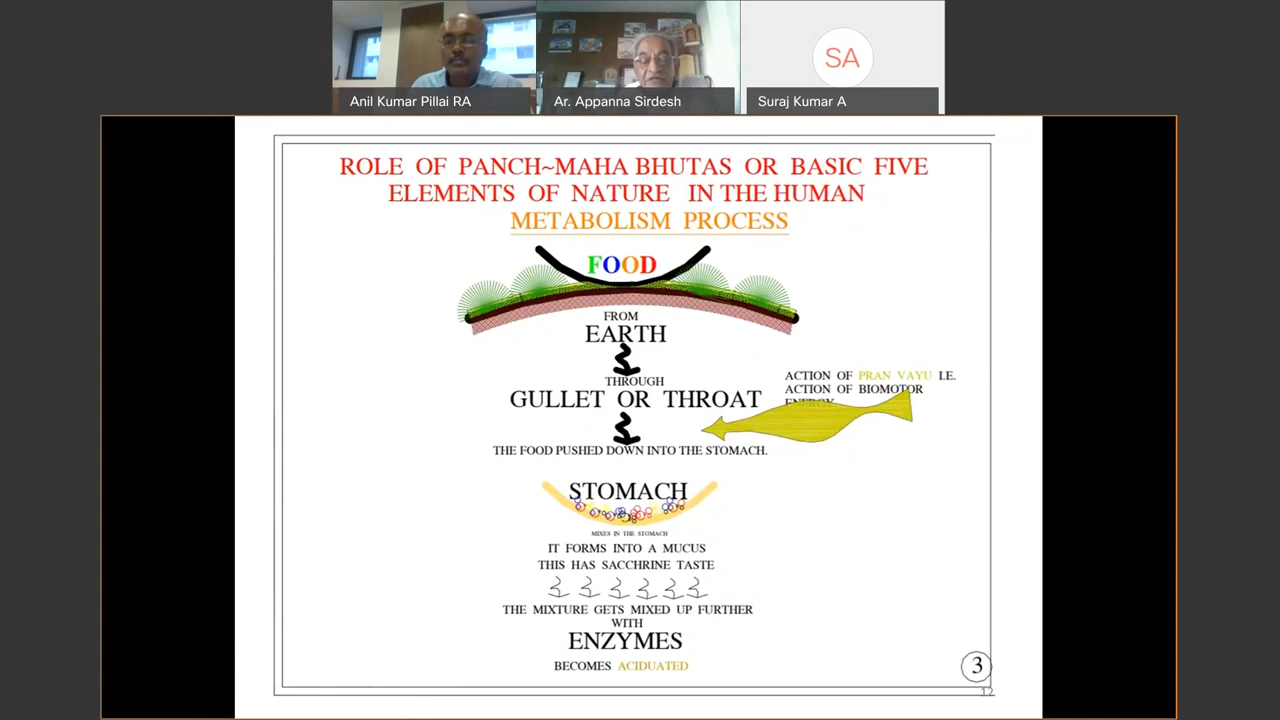 Anil Kumar Pillai RA
Ar. Appanna Sirdesh
SA
Suraj Kumar A
ROLE OF PANCH~MAHA BHUTAS OR BASIC FIVE
ELEMENTS OF NATURE IN THE HUMAN
METABOLISM PROCESS
FOOD
FROM
EARTH
THROUGH
GULLET OR THROAT
ACTION OF PRAN VAYU I.E.
ACTION OF BIOMOTOR
ENERGY
THE FOOD PUSHED DOWN INTO THE STOMACH.
STOMACH
MIXES IN THE STOMACH
IT FORMS INTO A MUCUS
THIS HAS SACCHRINE TASTE
THE MIXTURE GETS MIXED UP FURTHER
WITH
ENZYMES
BECOMES ACIDUATED
3
12